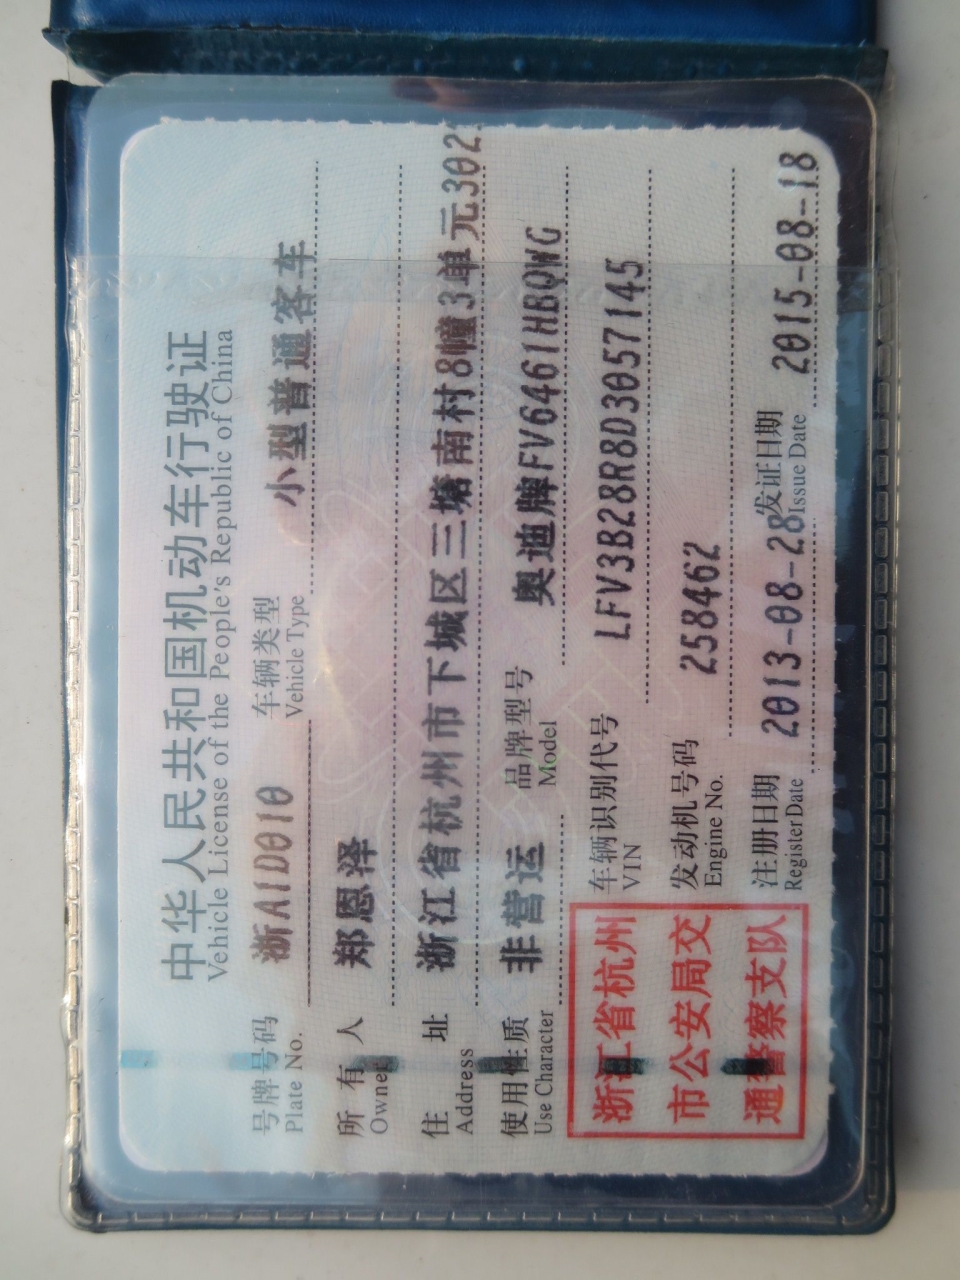 中华人民共和国机动车行驶证
Vehicle License of the People's Republic of China
号牌号码 浙A1D010 车辆类型 小型普通客车
Plate No. Vehicle Type
所有人 郑恩泽
Owner
住址 浙江省杭州市下城区三塘南村8幢3单元302
Address
使用性质 非营运 品牌型号 奥迪牌FV6461HBQWG
Use Character Model
浙江省杭州
市公安局交
通警察支队
车辆识别代号 LFV3B28R8D3057145
VIN
发动机号码 258462
Engine No.
注册日期 2013-08-28 发证日期 2015-08-18
Register Date Issue Date